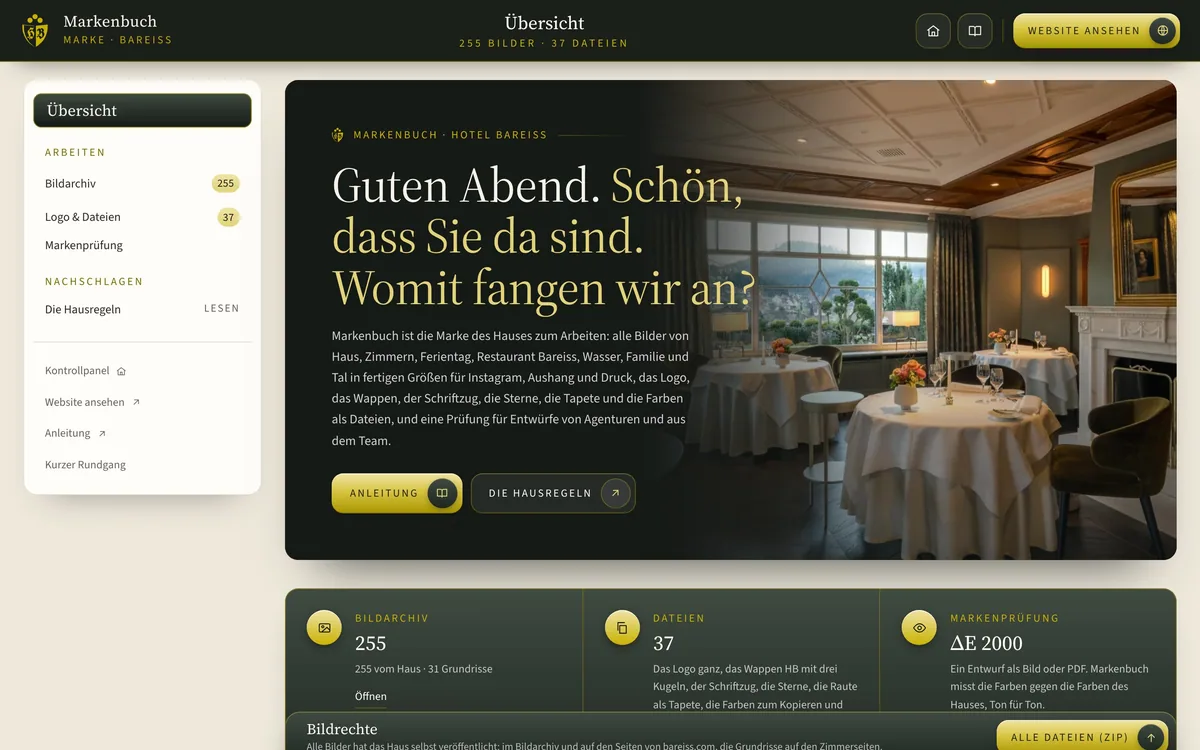 Markenbuch
MARKE · BAREISS
Übersicht
255 BILDER · 37 DATEIEN
WEBSITE ANSEHEN
Übersicht
ARBEITEN
Bildarchiv 255
Logo & Dateien 37
Markenprüfung
NACHSCHLAGEN
Die Hausregeln LESEN
Kontrollpanel
Website ansehen
Anleitung
Kurzer Rundgang
MARKENBUCH · HOTEL BAREISS
Guten Abend. Schön,
dass Sie da sind.
Womit fangen wir an?
Markenbuch ist die Marke des Hauses zum Arbeiten: alle Bilder von
Haus, Zimmern, Ferientag, Restaurant Bareiss, Wasser, Familie und
Tal in fertigen Größen für Instagram, Aushang und Druck, das Logo,
das Wappen, der Schriftzug, die Sterne, die Tapete und die Farben
als Dateien, und eine Prüfung für Entwürfe von Agenturen und aus
dem Team.
ANLEITUNG
DIE HAUSREGELN
BILDARCHIV
255
255 vom Haus · 31 Grundrisse
Öffnen
DATEIEN
37
Das Logo ganz, das Wappen HB mit drei
Kugeln, der Schriftzug, die Sterne, die Raute
als Tapete, die Farben zum Kopieren und
MARKENPRÜFUNG
ΔE 2000
Ein Entwurf als Bild oder PDF. Markenbuch
misst die Farben gegen die Farben des
Hauses, Ton für Ton.
Bildrechte
Alle Bilder hat das Haus selbst veröffentlicht: im Bildarchiv und auf den Seiten von bareiss.com, die Grundrisse auf den Zimmerseiten.
ALLE DATEIEN (ZIP)